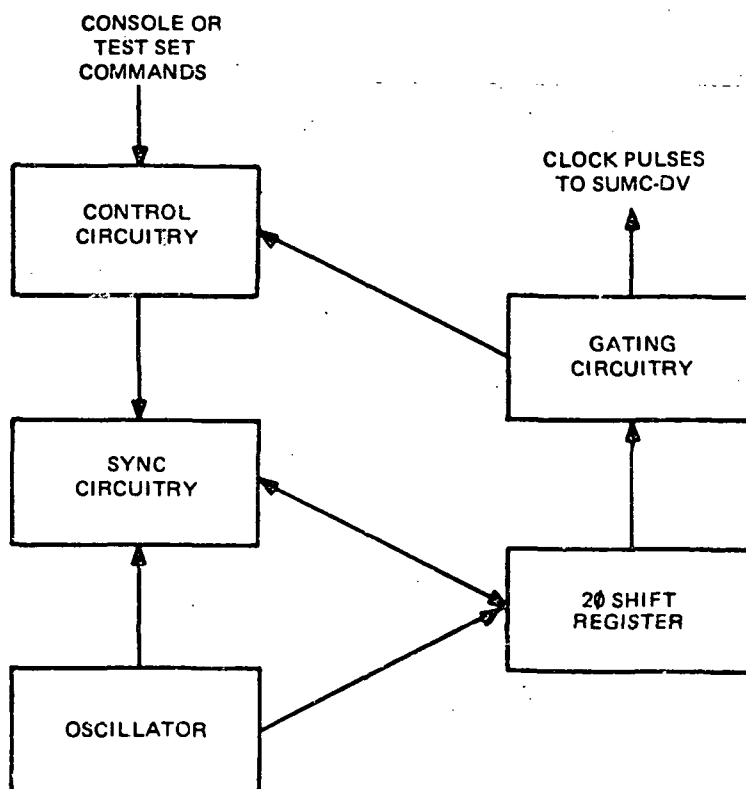 CONSOLE OR
TEST SET
COMMANDS
CONTROL
CIRCUITRY
CLOCK PULSES
TO SUMC-DV
GATING
CIRCUITRY
SYNC
CIRCUITRY
2φ SHIFT
REGISTER
OSCILLATOR